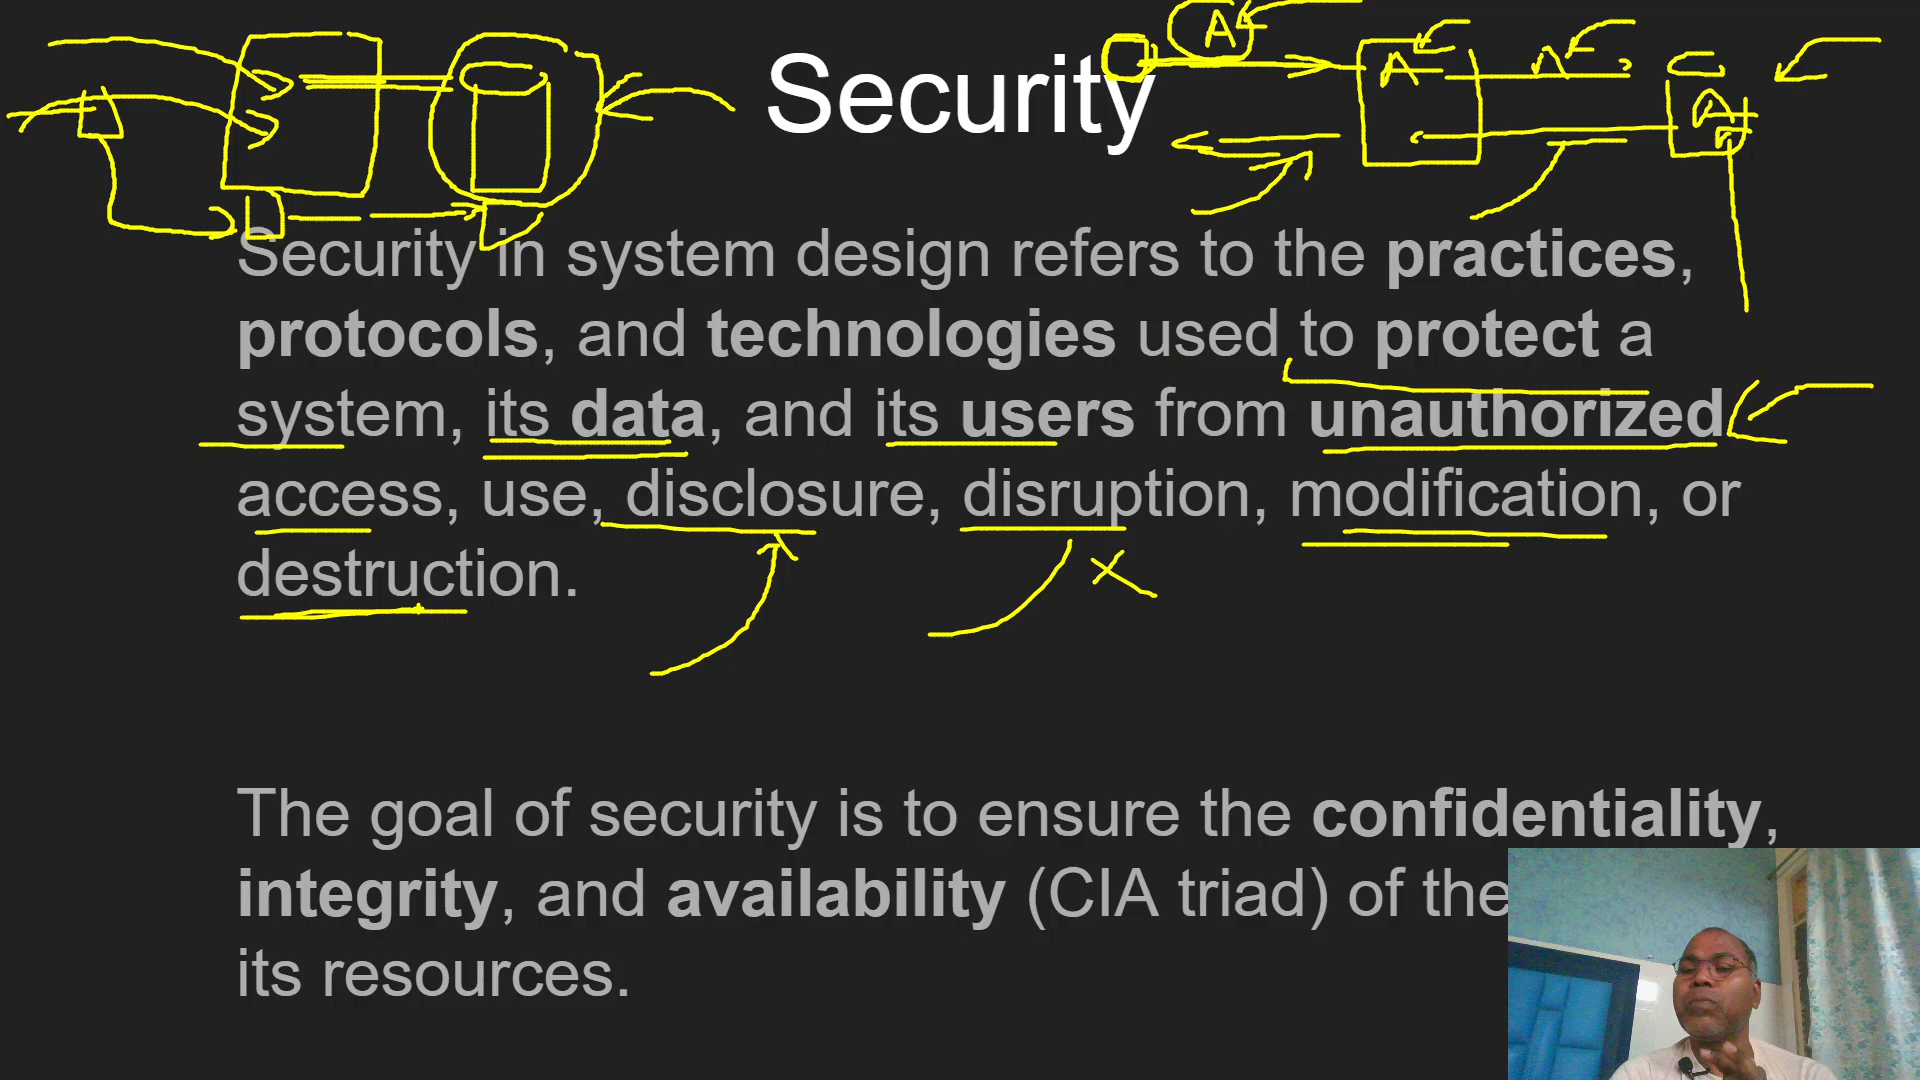 A
A
Security
Security in system design refers to the practices,
protocols, and technologies used to protect a
system, its data, and its users from unauthorized
access, use, disclosure, disruption, modification, or
destruction.
The goal of security is to ensure the confidentiality,
integrity, and availability (CIA triad) of the
its resources.